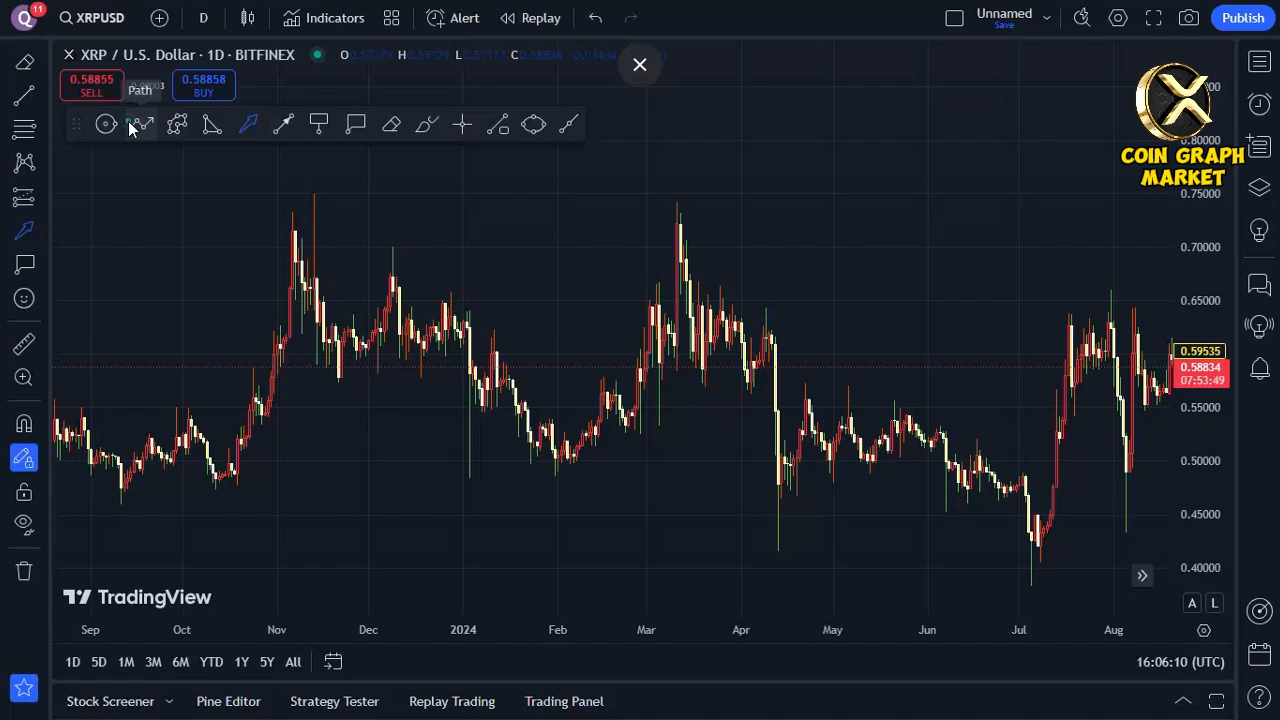 Q 11 XRPUSD D Indicators Alert Replay Unnamed Save Publish
XRP / U.S. Dollar · 1D · BITFINEX O H L C
0.58855 SELL
0.58858 BUY
Path
COIN GRAPH
MARKET
0.80000
0.75000
0.70000
0.65000
0.59535
0.58834
07:53:49
0.55000
0.50000
0.45000
0.40000
TradingView
A L
Sep Oct Nov Dec 2024 Feb Mar Apr May Jun Jul Aug
1D 5D 1M 3M 6M YTD 1Y 5Y All 16:06:10 (UTC)
Stock Screener Pine Editor Strategy Tester Replay Trading Trading Panel